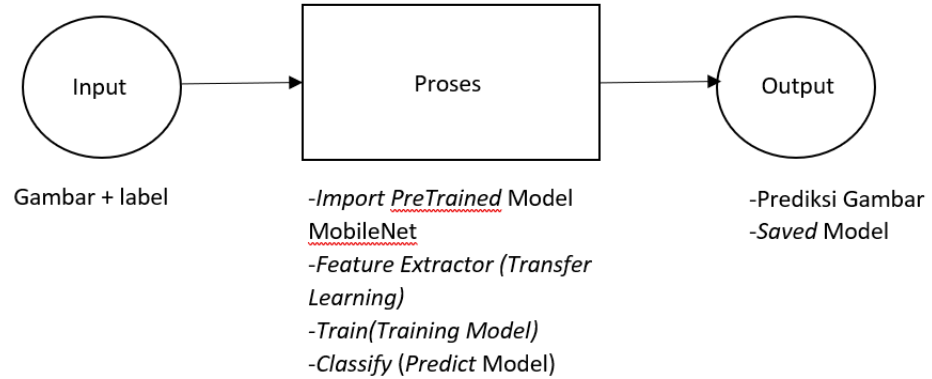 Input
Proses
Output
Gambar + label
-Import PreTrained Model
MobileNet
-Feature Extractor (Transfer
Learning)
-Train(Training Model)
-Classify (Predict Model)
-Prediksi Gambar
-Saved Model